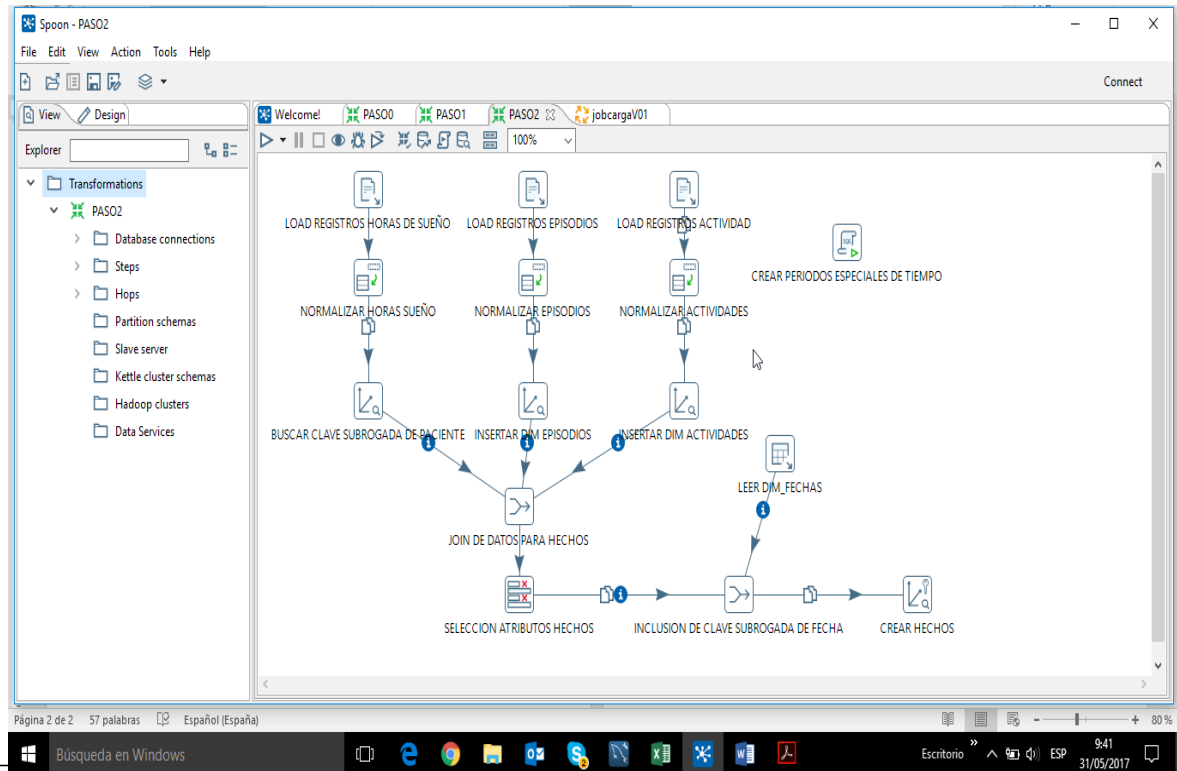 Spoon - PASO2
File Edit View Action Tools Help
Connect
View Design
Explorer
Transformations
PASO2
Database connections
Steps
Hops
Partition schemas
Slave server
Kettle cluster schemas
Hadoop clusters
Data Services
Welcome! PASO0 PASO1 PASO2 jobcargaV01
100%
LOAD REGISTROS HORAS DE SUEÑO LOAD REGISTROS EPISODIOS LOAD REGISTROS ACTIVIDAD
SQL
CREAR PERIODOS ESPECIALES DE TIEMPO
NORMALIZAR HORAS SUEÑO NORMALIZAR EPISODIOS NORMALIZAR ACTIVIDADES
BUSCAR CLAVE SUBROGADA DE PACIENTE INSERTAR DIM EPISODIOS INSERTAR DIM ACTIVIDADES
LEER DIM_FECHAS
JOIN DE DATOS PARA HECHOS
SELECCION ATRIBUTOS HECHOS INCLUSION DE CLAVE SUBROGADA DE FECHA CREAR HECHOS
Página 2 de 2 57 palabras Español (España) 80 %
Búsqueda en Windows Escritorio ESP 9:41
31/05/2017